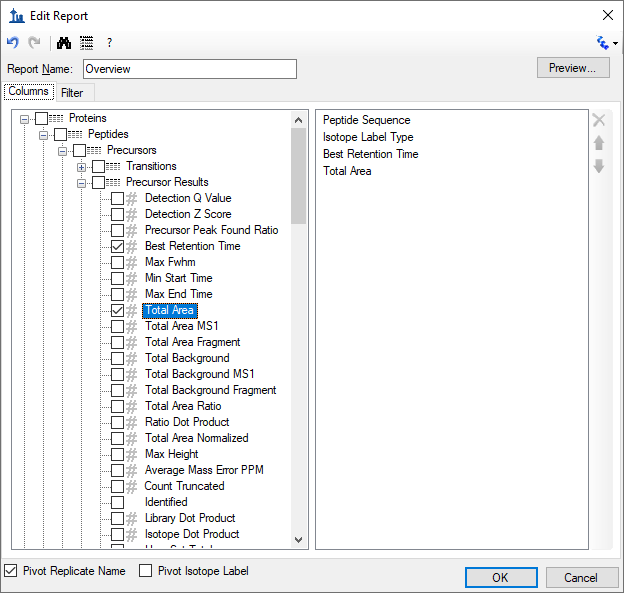 Edit Report
?
Report Name: Overview
Preview...
Columns Filter
Proteins
Peptides
Precursors
Transitions
Precursor Results
# Detection Q Value
# Detection Z Score
# Precursor Peak Found Ratio
# Best Retention Time
# Max Fwhm
# Min Start Time
# Max End Time
# Total Area
# Total Area MS1
# Total Area Fragment
# Total Background
# Total Background MS1
# Total Background Fragment
# Total Area Ratio
# Ratio Dot Product
# Total Area Normalized
# Max Height
# Average Mass Error PPM
# Count Truncated
Identified
# Library Dot Product
# Isotope Dot Product
Peptide Sequence
Isotope Label Type
Best Retention Time
Total Area
Pivot Replicate Name Pivot Isotope Label
OK Cancel